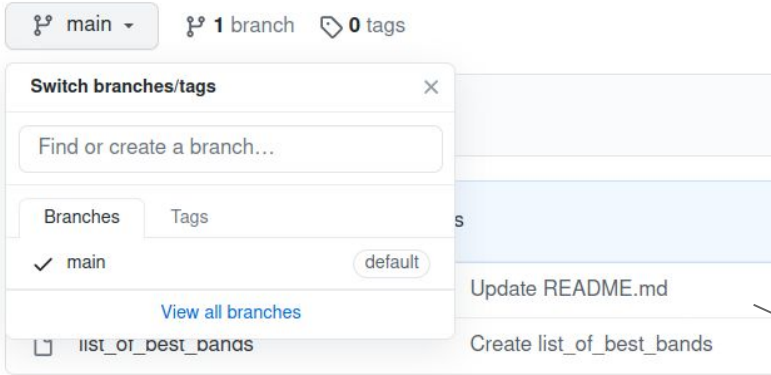 main
1 branch
0 tags
Switch branches/tags
Find or create a branch...
Branches
Tags
s
main
default
Update README.md
View all branches
list_of_best_bands
Create list_of_best_bands